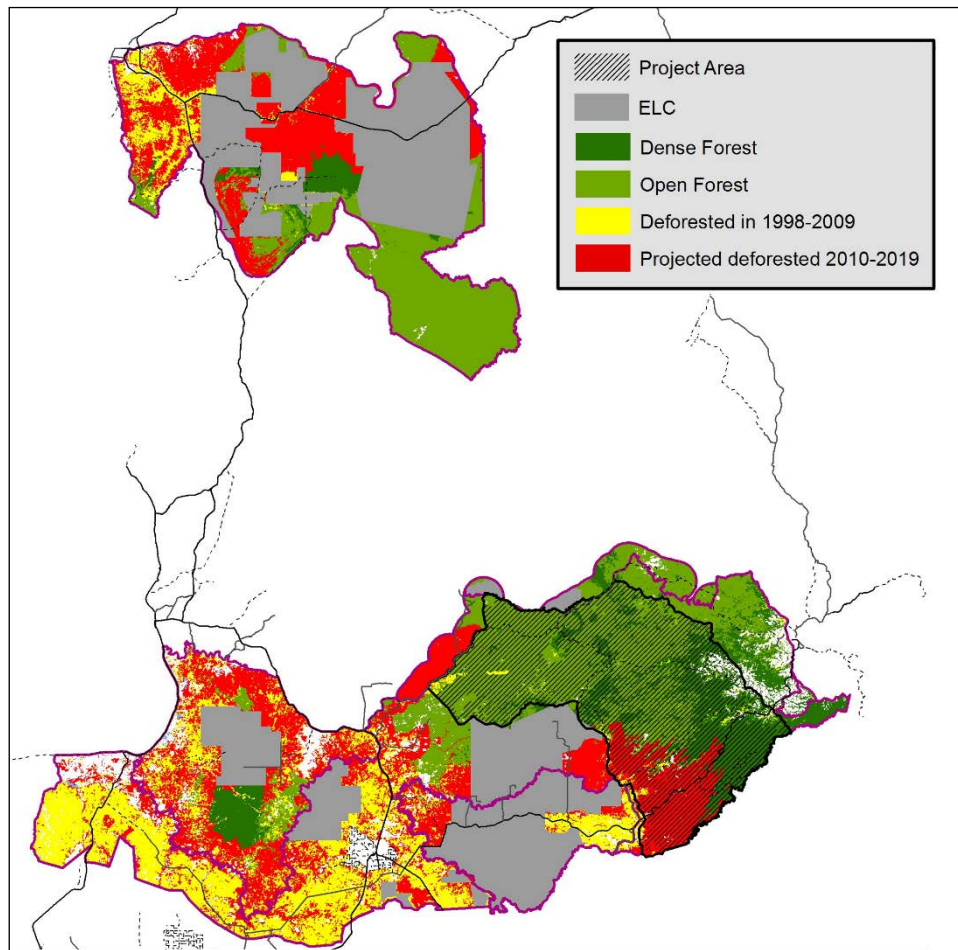 Project Area
ELC
Dense Forest
Open Forest
Deforested in 1998-2009
Projected deforested 2010-2019